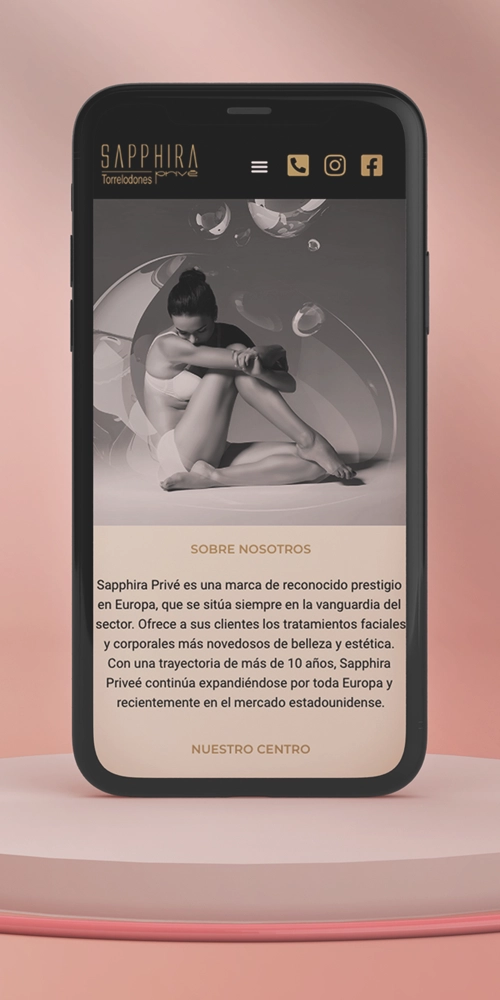 SAPPHIRA
Torrelodones privé
SOBRE NOSOTROS
Sapphira Privé es una marca de reconocido prestigio
en Europa, que se sitúa siempre en la vanguardia del
sector. Ofrece a sus clientes los tratamientos faciales
y corporales más novedosos de belleza y estética.
Con una trayectoria de más de 10 años, Sapphira
Priveé continúa expandiéndose por toda Europa y
recientemente en el mercado estadounidense.
NUESTRO CENTRO